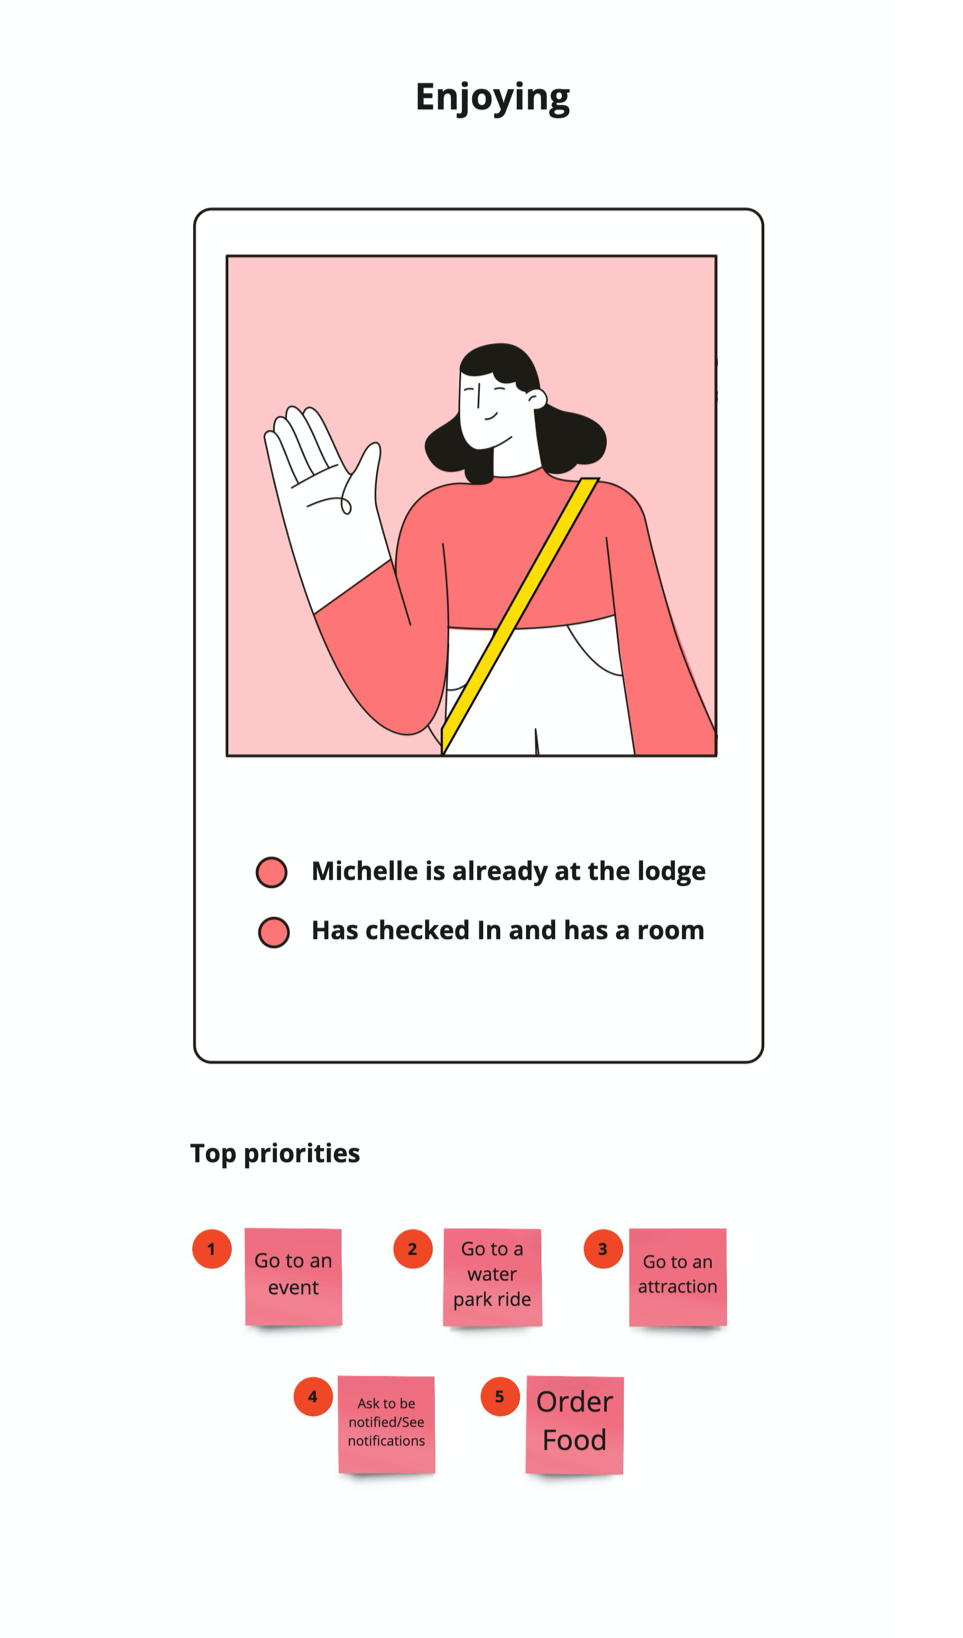 Enjoying
Michelle is already at the lodge
Has checked In and has a room
Top priorities
1
Go to an
event
2
Go to a
water
park ride
3
Go to an
attraction
4
Ask to be
notified/See
notifications
5
Order
Food